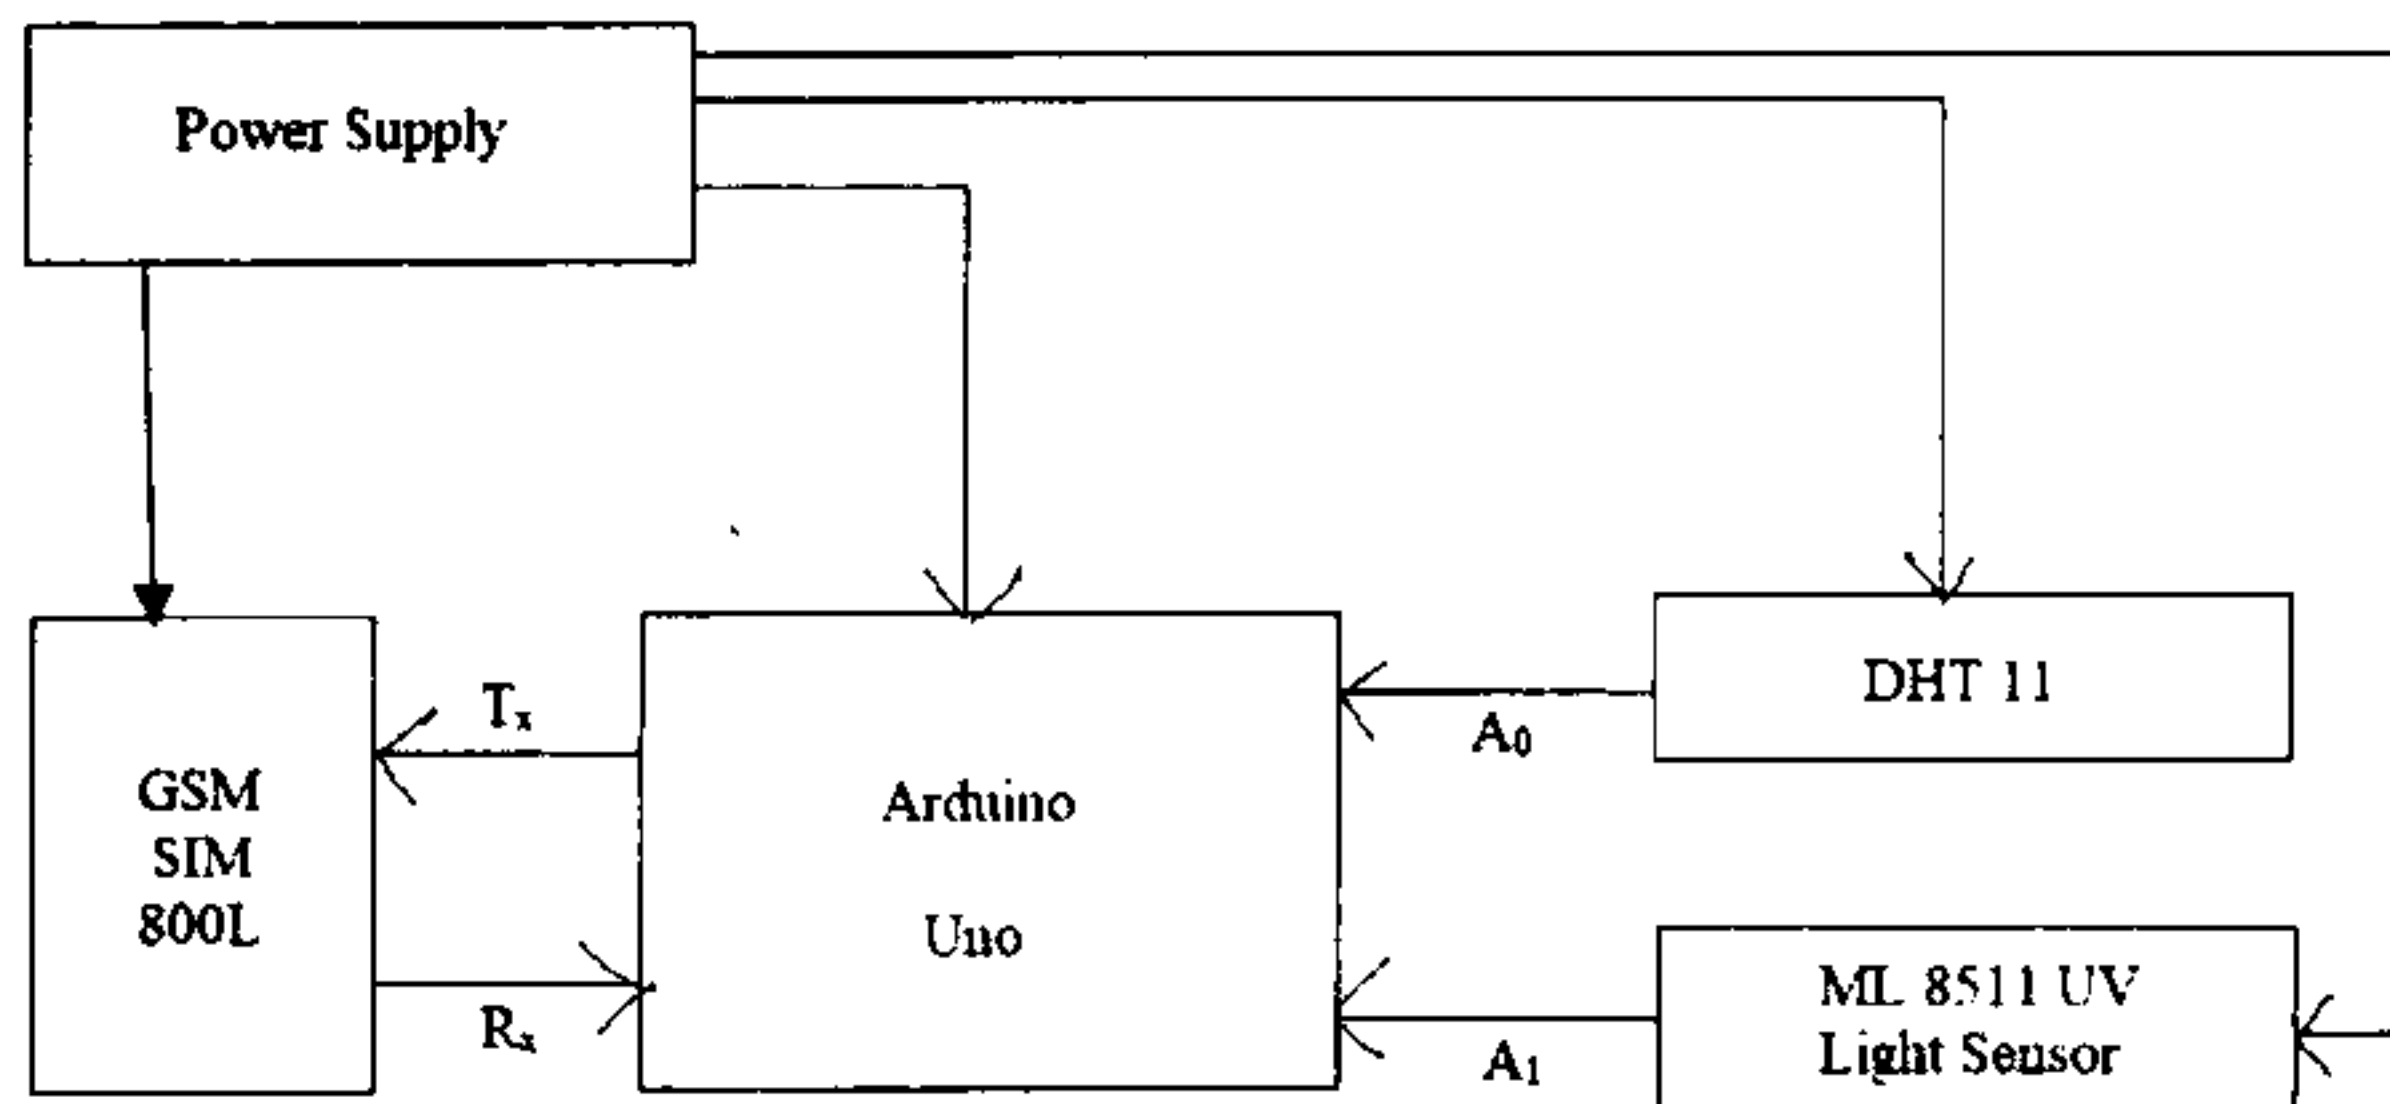 Power Supply
GSM
SIM
800L
Tx
Rx
Arduino
Uno
A0
A1
DHT 11
ML 8511 UV
Light Sensor